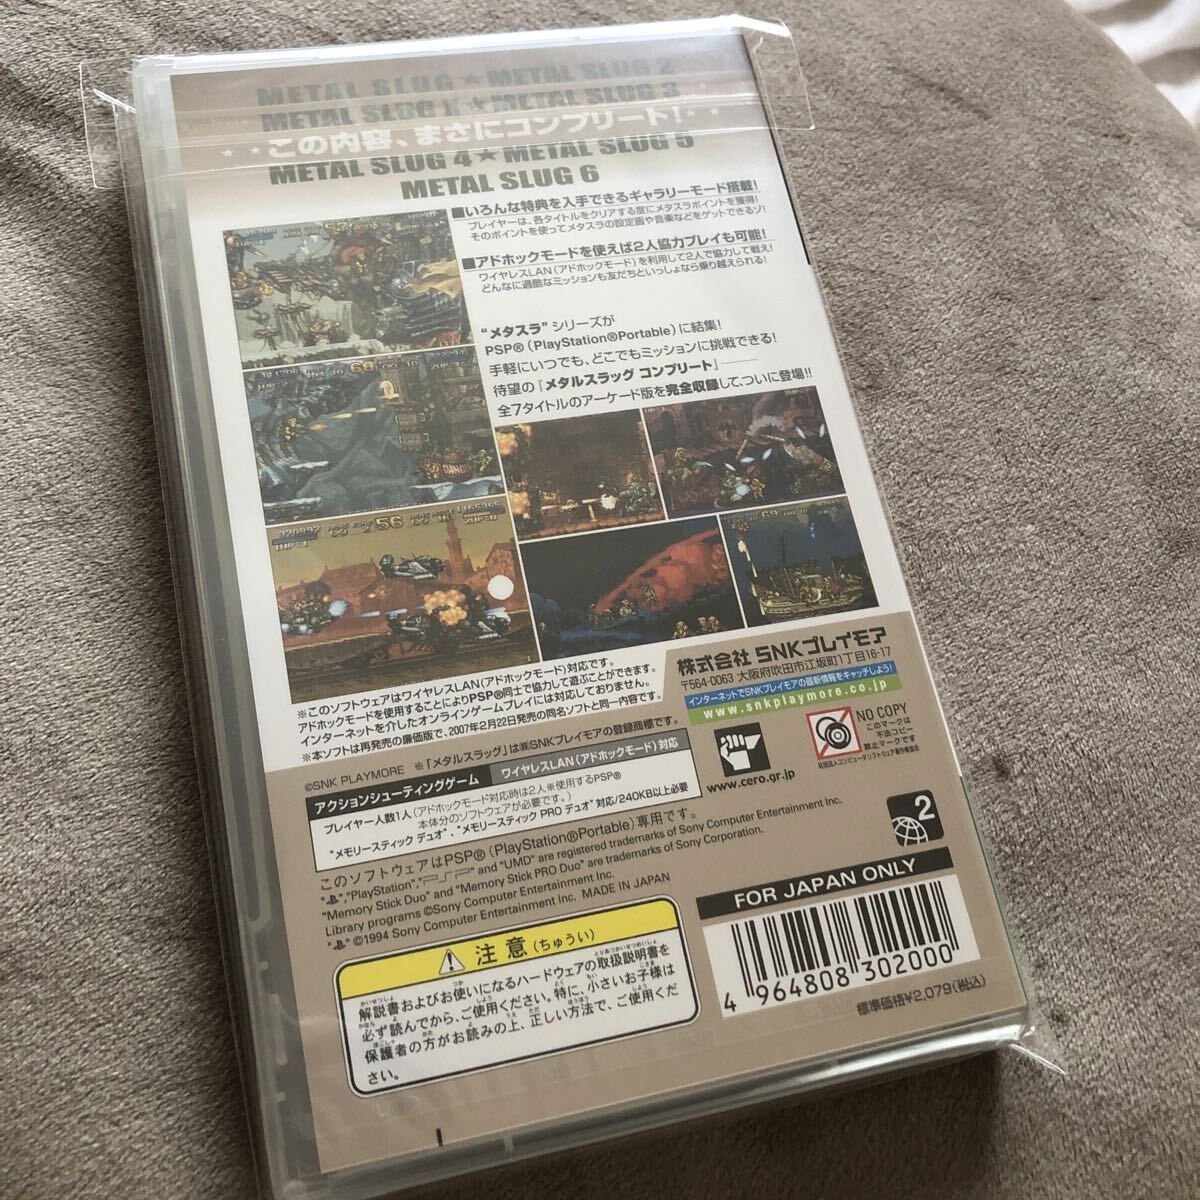 METAL SLUG★METAL SLUG 2
METAL SLUG X★METAL SLUG 3
この内容、まさにコンプリート!
METAL SLUG 4★METAL SLUG 5
METAL SLUG 6
■いろんな特典を入手できるギャラリーモード搭載!
プレイヤーは、各タイトルをクリアする度にメタスラポイントを獲得!
そのポイントを使ってメタスラの設定画や音楽などをゲットできるゾ!
■アドホックモードを使えば2人協力プレイも可能!
ワイヤレスLAN(アドホックモード)を利用して2人で協力して戦え!
どんなに過酷なミッションも友だちといっしょなら乗り越えられる!
“メタスラ”シリーズが
PSP®(PlayStation®Portable)に結集!
手軽にいつでも、どこでもミッションに挑戦できる!
待望の『メタルスラッグ コンプリート』――
全7タイトルのアーケード版を完全収録して、ついに登場!!
※このソフトウェアはワイヤレスLAN(アドホックモード)対応です。
アドホックモードを使用することによりPSP®同士で協力して遊ぶことができます。
インターネットを介したオンラインゲームプレイには対応しておりません。
※本ソフトは再発売の廉価版で、2007年2月22日発売の同名ソフトと同一内容です。
株式会社 SNKプレイモア
〒564-0063 大阪府吹田市江坂町1丁目16-17
インターネットでSNKプレイモアの最新情報をキャッチしよう!
www.snkplaymore.co.jp
©SNK PLAYMORE ※「メタルスラッグ」は㈱SNKプレイモアの登録商標です。
アクションシューティングゲーム
ワイヤレスLAN(アドホックモード)対応
プレイヤー人数1人(アドホックモード対応時は2人※使用するPSP®
本体分のソフトウェアが必要です。)
“メモリースティック デュオ”、“メモリースティック PRO デュオ”対応/240KB以上必要
www.cero.gr.jp
NO COPY
このマークは
不法コピー
禁止マークです
社団法人コンピュータソフトウェア著作権協会
このソフトウェアはPSP®(PlayStation®Portable)専用です。
"PlayStation", "PSP" and "UMD" are registered trademarks of Sony Computer Entertainment Inc.
"Memory Stick Duo" and "Memory Stick PRO Duo" are trademarks of Sony Corporation.
Library programs ©Sony Computer Entertainment Inc. MADE IN JAPAN
©1994 Sony Computer Entertainment Inc.
2
FOR JAPAN ONLY
4 964808 302000
標準価格¥2,079(税込)
注意(ちゅうい)
解説書およびお使いになるハードウェアの取扱説明書を
必ず読んでから、ご使用ください。特に、小さいお子様は
保護者の方がお読みの上、正しい方法で、ご使用くだ
さい。